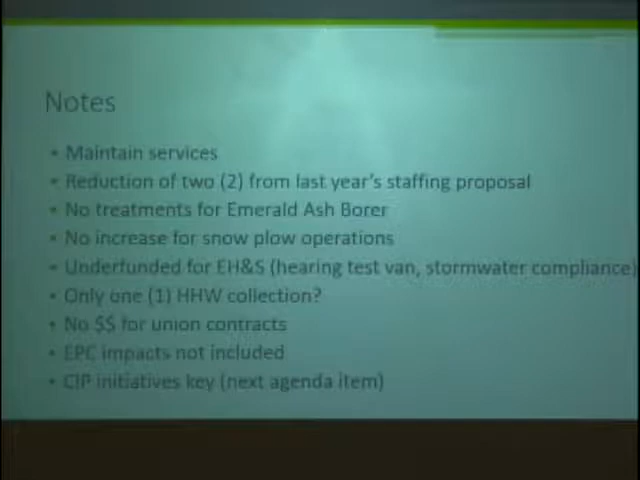 Notes
• Maintain services
• Reduction of two (2) from last year's staffing proposal
• No treatments for Emerald Ash Borer
• No increase for snow plow operations
• Underfunded for EH&S (hearing test van, stormwater compliance)
• Only one (1) HHW collection?
• No $$ for union contracts
• EPC impacts not included
• CIP initiatives key (next agenda item)